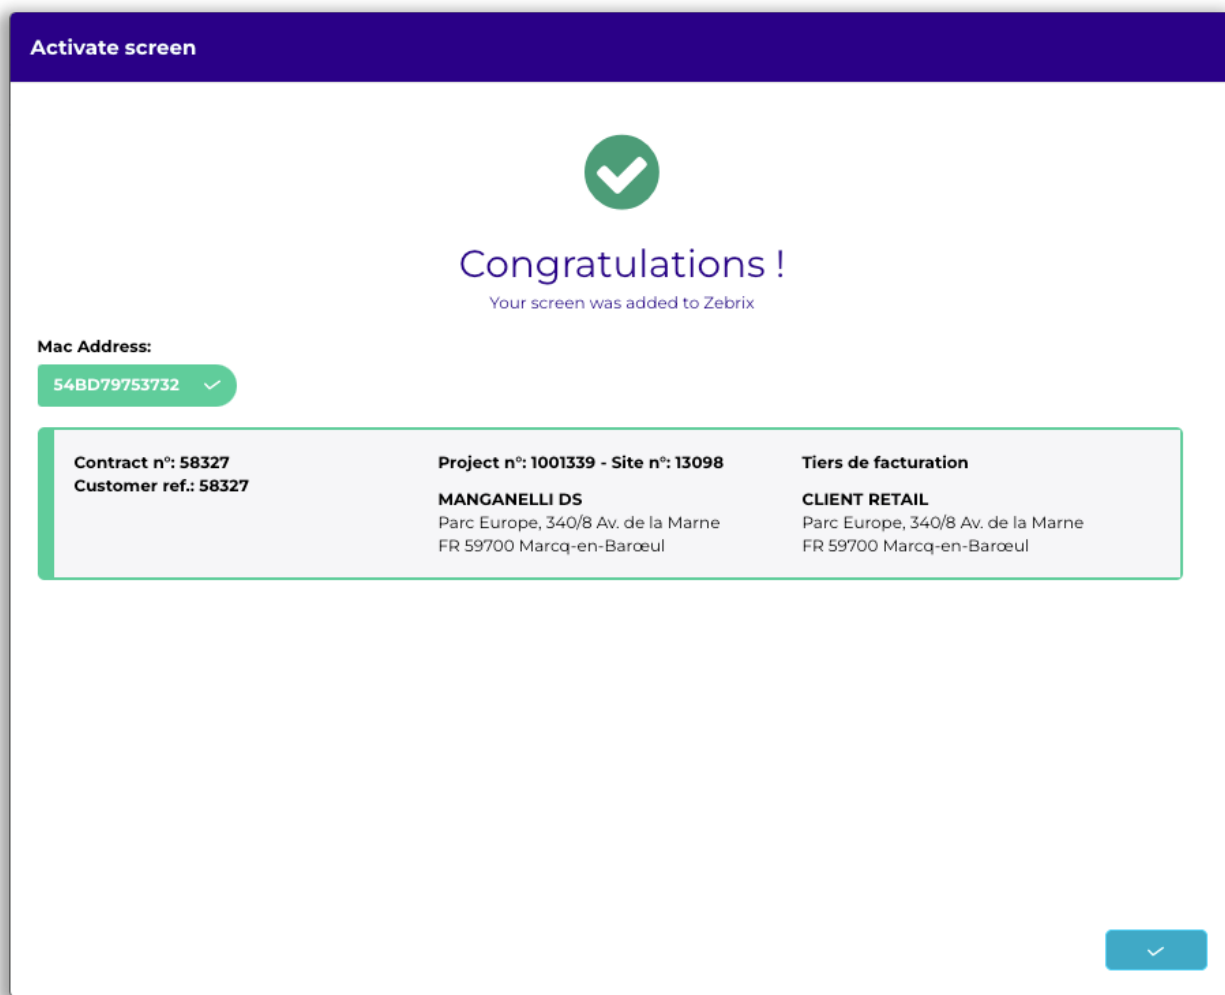 Activate screen
Congratulations !
Your screen was added to Zebrix
Mac Address:
54BD79753732
Contract n°: 58327
Customer ref.: 58327
Project n°: 1001339 - Site n°: 13098
MANGANELLI DS
Parc Europe, 340/8 Av. de la Marne
FR 59700 Marcq-en-Barœul
Tiers de facturation
CLIENT RETAIL
Parc Europe, 340/8 Av. de la Marne
FR 59700 Marcq-en-Barœul